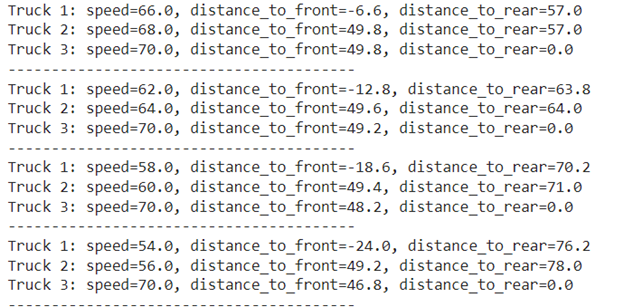 Truck 1: speed=66.0, distance_to_front=-6.6, distance_to_rear=57.0
Truck 2: speed=68.0, distance_to_front=49.8, distance_to_rear=57.0
Truck 3: speed=70.0, distance_to_front=49.8, distance_to_rear=0.0
----------------------------------------
Truck 1: speed=62.0, distance_to_front=-12.8, distance_to_rear=63.8
Truck 2: speed=64.0, distance_to_front=49.6, distance_to_rear=64.0
Truck 3: speed=70.0, distance_to_front=49.2, distance_to_rear=0.0
----------------------------------------
Truck 1: speed=58.0, distance_to_front=-18.6, distance_to_rear=70.2
Truck 2: speed=60.0, distance_to_front=49.4, distance_to_rear=71.0
Truck 3: speed=70.0, distance_to_front=48.2, distance_to_rear=0.0
----------------------------------------
Truck 1: speed=54.0, distance_to_front=-24.0, distance_to_rear=76.2
Truck 2: speed=56.0, distance_to_front=49.2, distance_to_rear=78.0
Truck 3: speed=70.0, distance_to_front=46.8, distance_to_rear=0.0
----------------------------------------